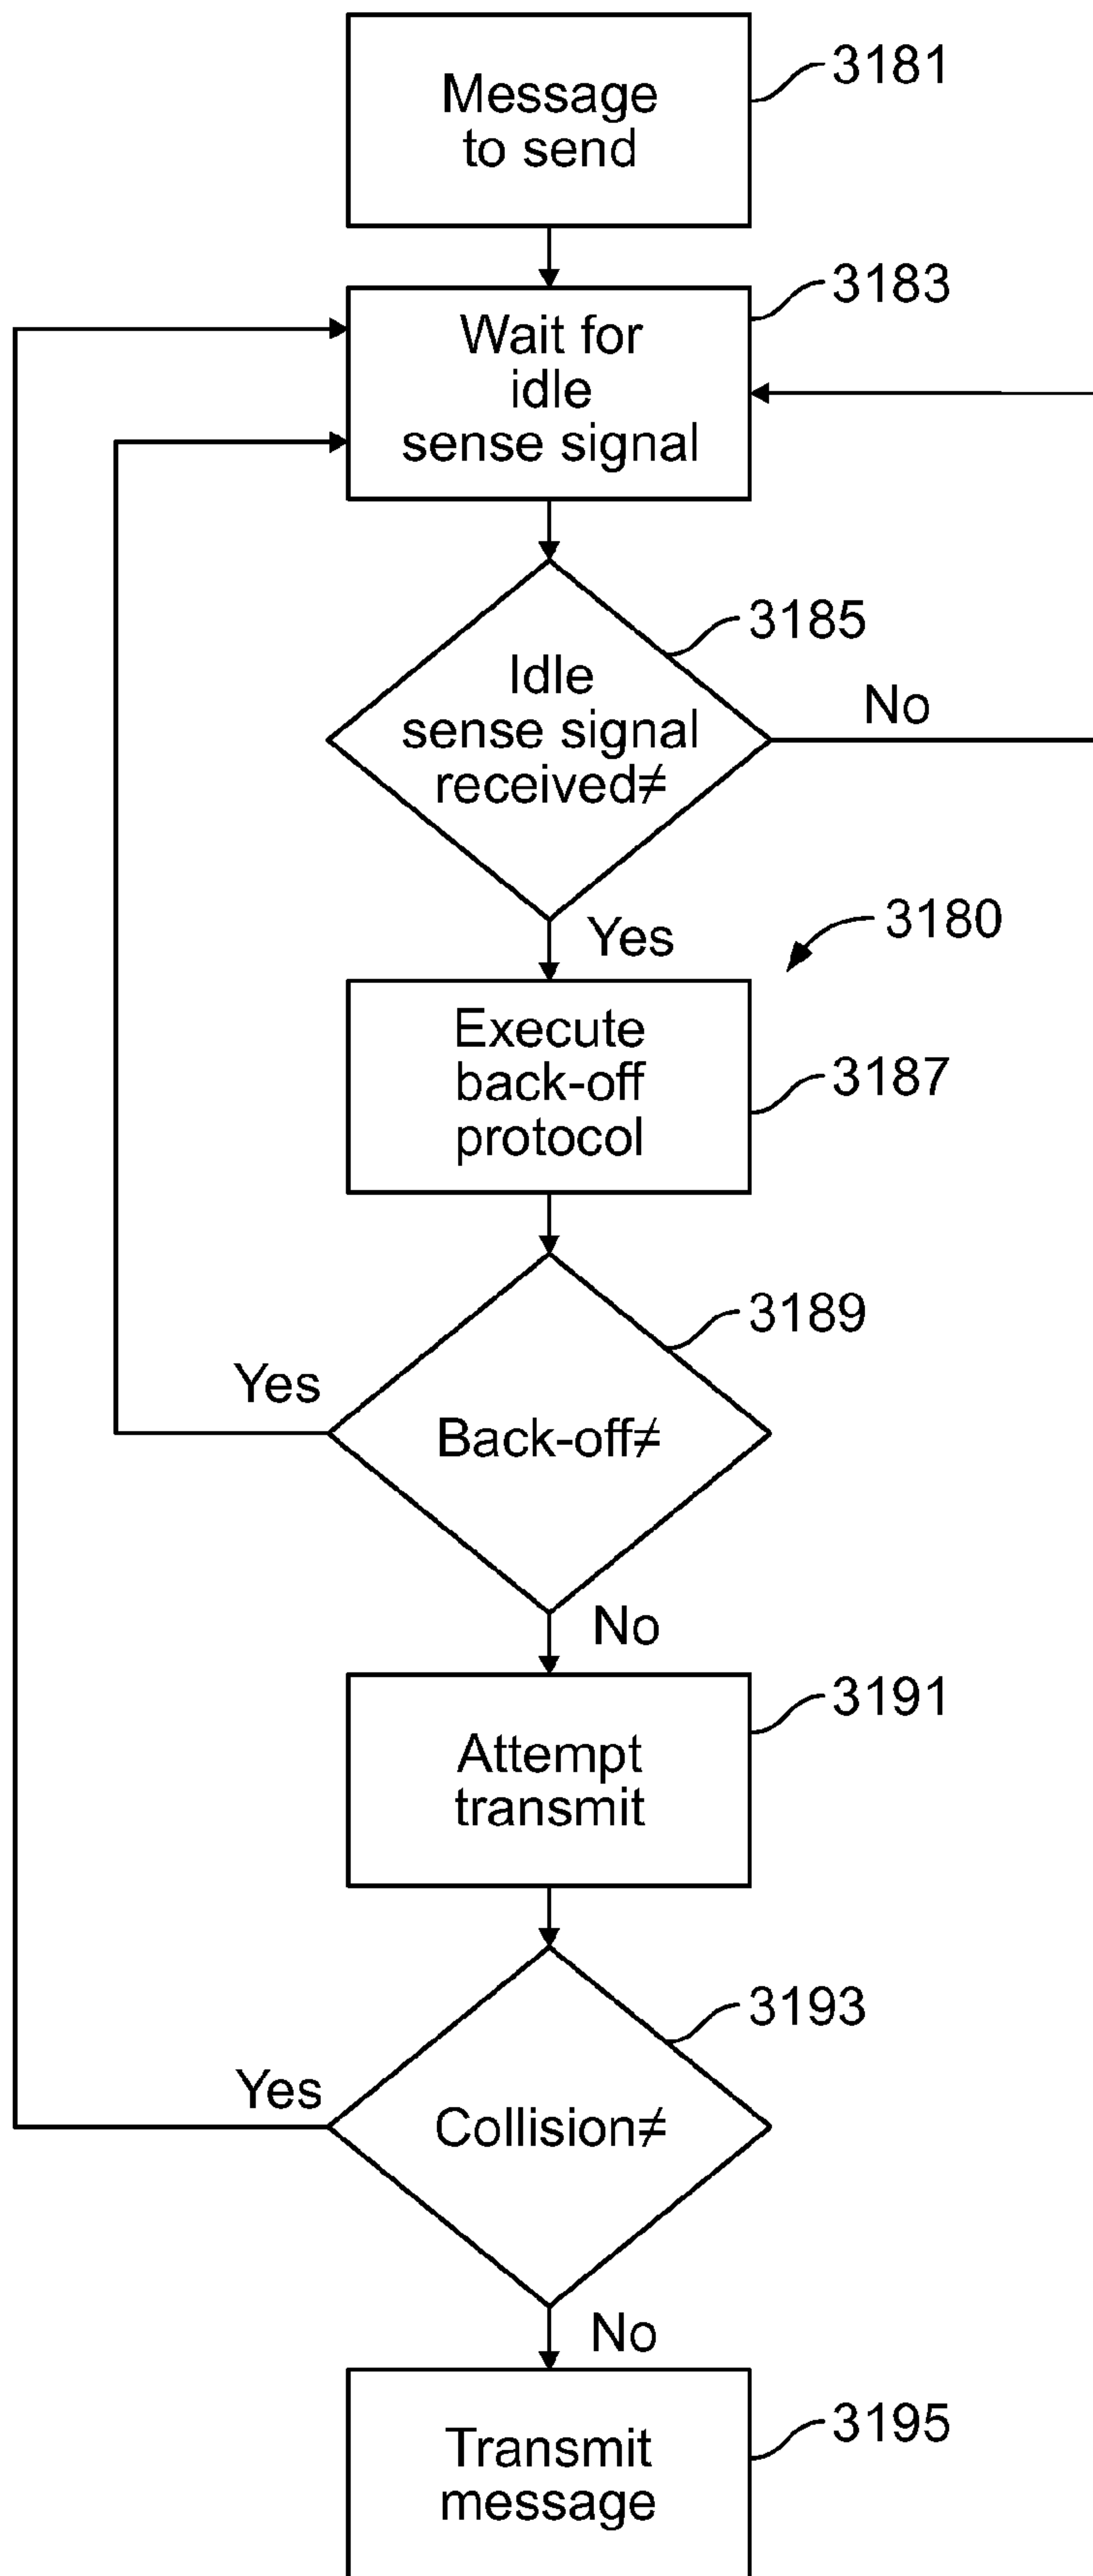 Message
to send
3181
Wait for
idle
sense signal
3183
Idle
sense signal
received≠
3185
No
Yes
3180
Execute
back-off
protocol
3187
Back-off≠
3189
Yes
No
Attempt
transmit
3191
Collision≠
3193
Yes
No
Transmit
message
3195